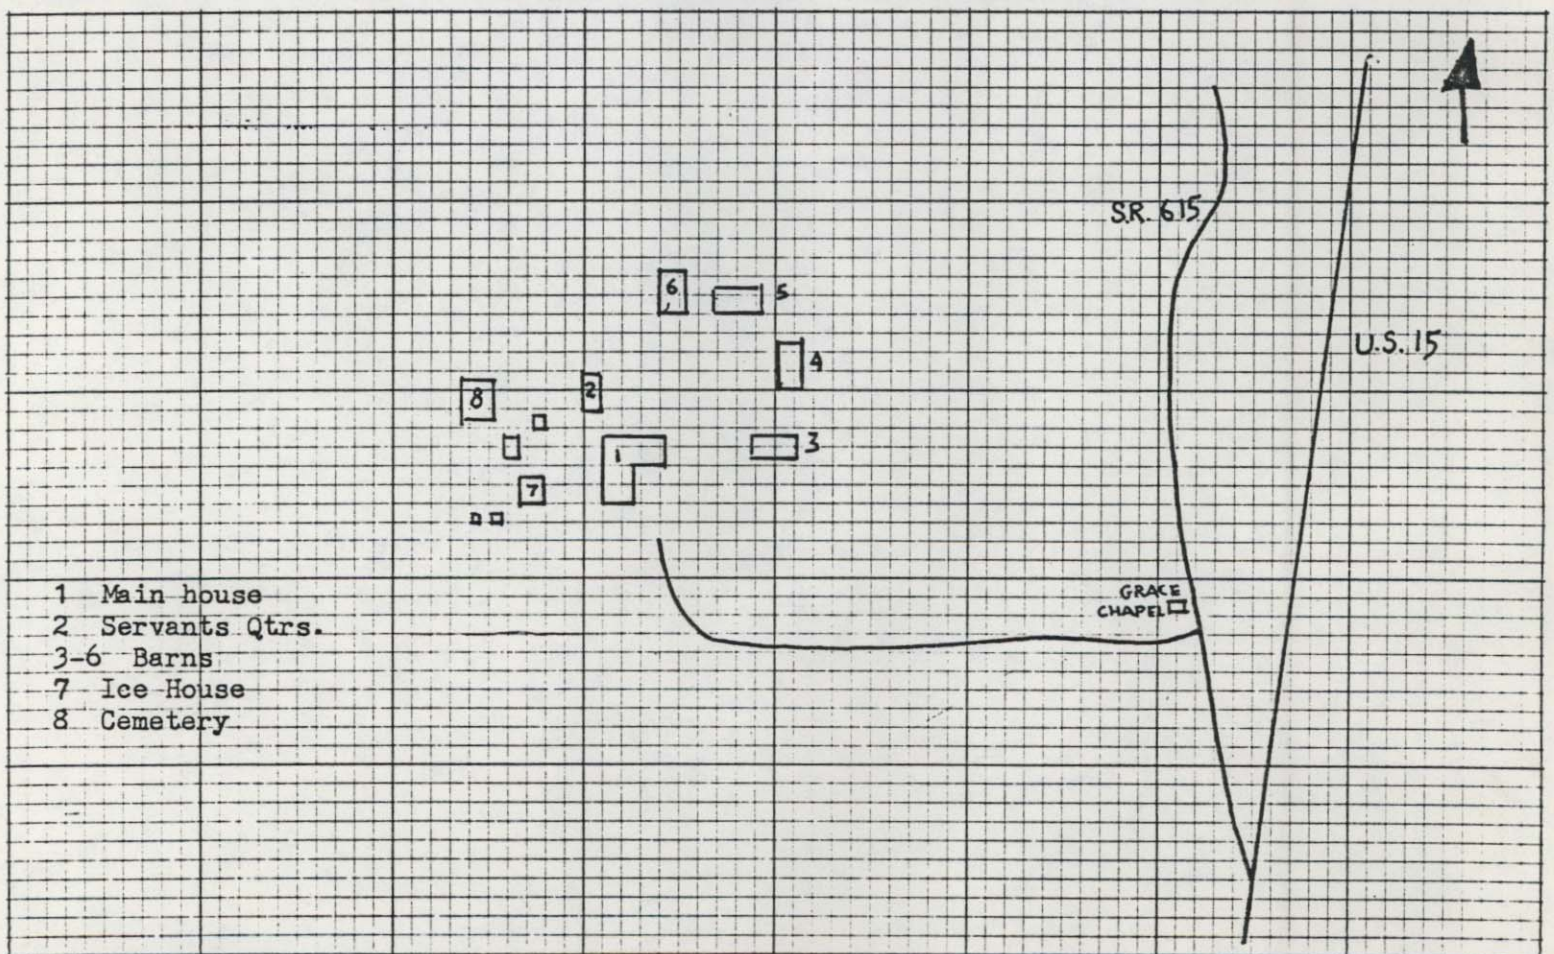 S.R. 615
6
5
U.S. 15
4
8
2
3
1
7
GRACE
CHAPEL
1 Main house
2 Servants Qtrs.
3-6 Barns
7 Ice House
8 Cemetery